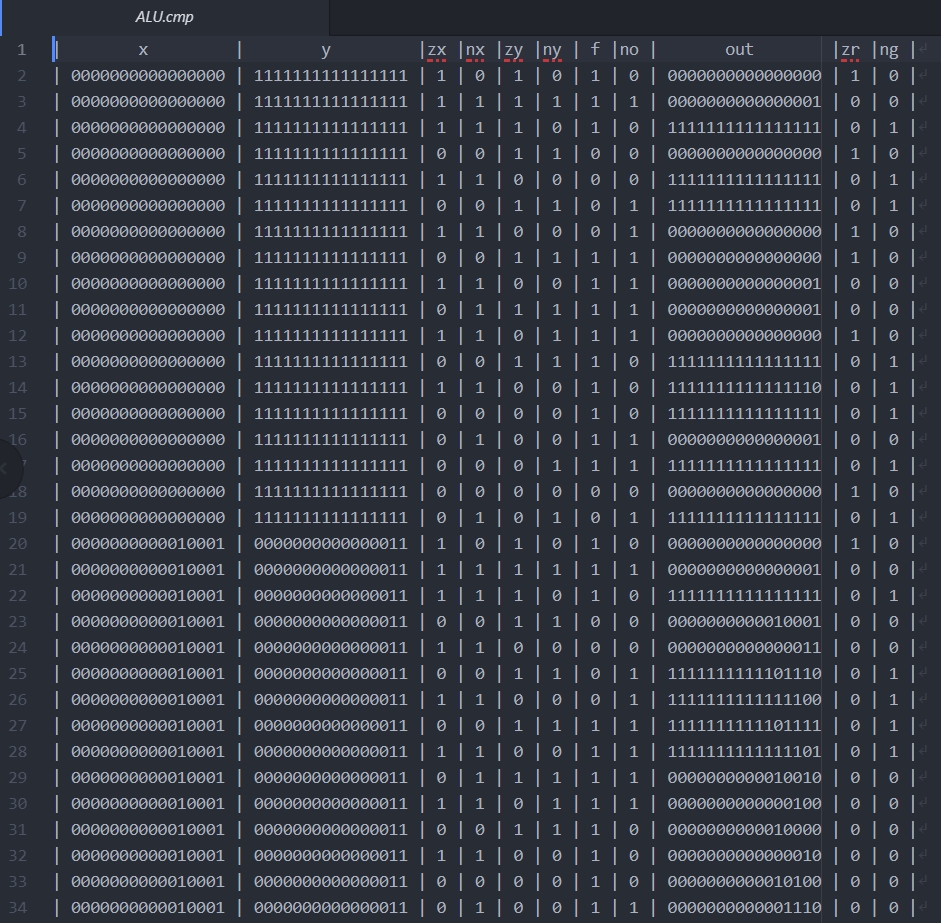 ALU.cmp
1 | x | y |zx |nx |zy |ny | f |no | out |zr |ng |
2 | 0000000000000000 | 1111111111111111 | 1 | 0 | 1 | 0 | 1 | 0 | 0000000000000000 | 1 | 0 |
3 | 0000000000000000 | 1111111111111111 | 1 | 1 | 1 | 1 | 1 | 1 | 0000000000000001 | 0 | 0 |
4 | 0000000000000000 | 1111111111111111 | 1 | 1 | 1 | 0 | 1 | 0 | 1111111111111111 | 0 | 1 |
5 | 0000000000000000 | 1111111111111111 | 0 | 0 | 1 | 1 | 0 | 0 | 0000000000000000 | 1 | 0 |
6 | 0000000000000000 | 1111111111111111 | 1 | 1 | 0 | 0 | 0 | 0 | 1111111111111111 | 0 | 1 |
7 | 0000000000000000 | 1111111111111111 | 0 | 0 | 1 | 1 | 0 | 1 | 1111111111111111 | 0 | 1 |
8 | 0000000000000000 | 1111111111111111 | 1 | 1 | 0 | 0 | 0 | 1 | 0000000000000000 | 1 | 0 |
9 | 0000000000000000 | 1111111111111111 | 0 | 0 | 1 | 1 | 1 | 1 | 0000000000000000 | 1 | 0 |
10 | 0000000000000000 | 1111111111111111 | 1 | 1 | 0 | 0 | 1 | 1 | 0000000000000001 | 0 | 0 |
11 | 0000000000000000 | 1111111111111111 | 0 | 1 | 1 | 1 | 1 | 1 | 0000000000000001 | 0 | 0 |
12 | 0000000000000000 | 1111111111111111 | 1 | 1 | 0 | 1 | 1 | 1 | 0000000000000000 | 1 | 0 |
13 | 0000000000000000 | 1111111111111111 | 0 | 0 | 1 | 1 | 1 | 0 | 1111111111111111 | 0 | 1 |
14 | 0000000000000000 | 1111111111111111 | 1 | 1 | 0 | 0 | 1 | 0 | 1111111111111110 | 0 | 1 |
15 | 0000000000000000 | 1111111111111111 | 0 | 0 | 0 | 0 | 1 | 0 | 1111111111111111 | 0 | 1 |
16 | 0000000000000000 | 1111111111111111 | 0 | 1 | 0 | 0 | 1 | 1 | 0000000000000001 | 0 | 0 |
| 0000000000000000 | 1111111111111111 | 0 | 0 | 0 | 1 | 1 | 1 | 1111111111111111 | 0 | 1 |
18 | 0000000000000000 | 1111111111111111 | 0 | 0 | 0 | 0 | 0 | 0 | 0000000000000000 | 1 | 0 |
19 | 0000000000000000 | 1111111111111111 | 0 | 1 | 0 | 1 | 0 | 1 | 1111111111111111 | 0 | 1 |
20 | 0000000000010001 | 0000000000000011 | 1 | 0 | 1 | 0 | 1 | 0 | 0000000000000000 | 1 | 0 |
21 | 0000000000010001 | 0000000000000011 | 1 | 1 | 1 | 1 | 1 | 1 | 0000000000000001 | 0 | 0 |
22 | 0000000000010001 | 0000000000000011 | 1 | 1 | 1 | 0 | 1 | 0 | 1111111111111111 | 0 | 1 |
23 | 0000000000010001 | 0000000000000011 | 0 | 0 | 1 | 1 | 0 | 0 | 0000000000010001 | 0 | 0 |
24 | 0000000000010001 | 0000000000000011 | 1 | 1 | 0 | 0 | 0 | 0 | 0000000000000011 | 0 | 0 |
25 | 0000000000010001 | 0000000000000011 | 0 | 0 | 1 | 1 | 0 | 1 | 1111111111101110 | 0 | 1 |
26 | 0000000000010001 | 0000000000000011 | 1 | 1 | 0 | 0 | 0 | 1 | 1111111111111100 | 0 | 1 |
27 | 0000000000010001 | 0000000000000011 | 0 | 0 | 1 | 1 | 1 | 1 | 1111111111101111 | 0 | 1 |
28 | 0000000000010001 | 0000000000000011 | 1 | 1 | 0 | 0 | 1 | 1 | 1111111111111101 | 0 | 1 |
29 | 0000000000010001 | 0000000000000011 | 0 | 1 | 1 | 1 | 1 | 1 | 0000000000010010 | 0 | 0 |
30 | 0000000000010001 | 0000000000000011 | 1 | 1 | 0 | 1 | 1 | 1 | 0000000000000100 | 0 | 0 |
31 | 0000000000010001 | 0000000000000011 | 0 | 0 | 1 | 1 | 1 | 0 | 0000000000010000 | 0 | 0 |
32 | 0000000000010001 | 0000000000000011 | 1 | 1 | 0 | 0 | 1 | 0 | 0000000000000010 | 0 | 0 |
33 | 0000000000010001 | 0000000000000011 | 0 | 0 | 0 | 0 | 1 | 0 | 0000000000010100 | 0 | 0 |
34 | 0000000000010001 | 0000000000000011 | 0 | 1 | 0 | 0 | 1 | 1 | 0000000000001110 | 0 | 0 |